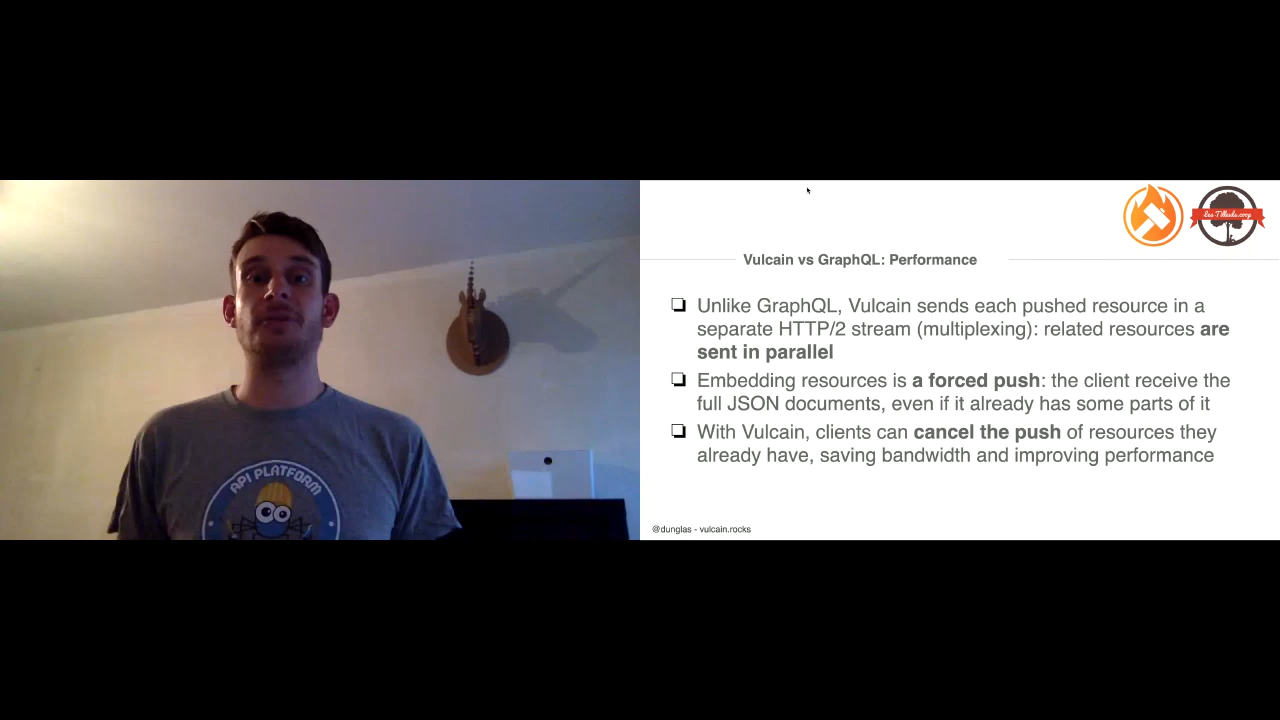 API PLATFORM
Les-Tilleuls.coop
Vulcain vs GraphQL: Performance
Unlike GraphQL, Vulcain sends each pushed resource in a
separate HTTP/2 stream (multiplexing): related resources are
sent in parallel
Embedding resources is a forced push: the client receive the
full JSON documents, even if it already has some parts of it
With Vulcain, clients can cancel the push of resources they
already have, saving bandwidth and improving performance
@dunglas - vulcain.rocks